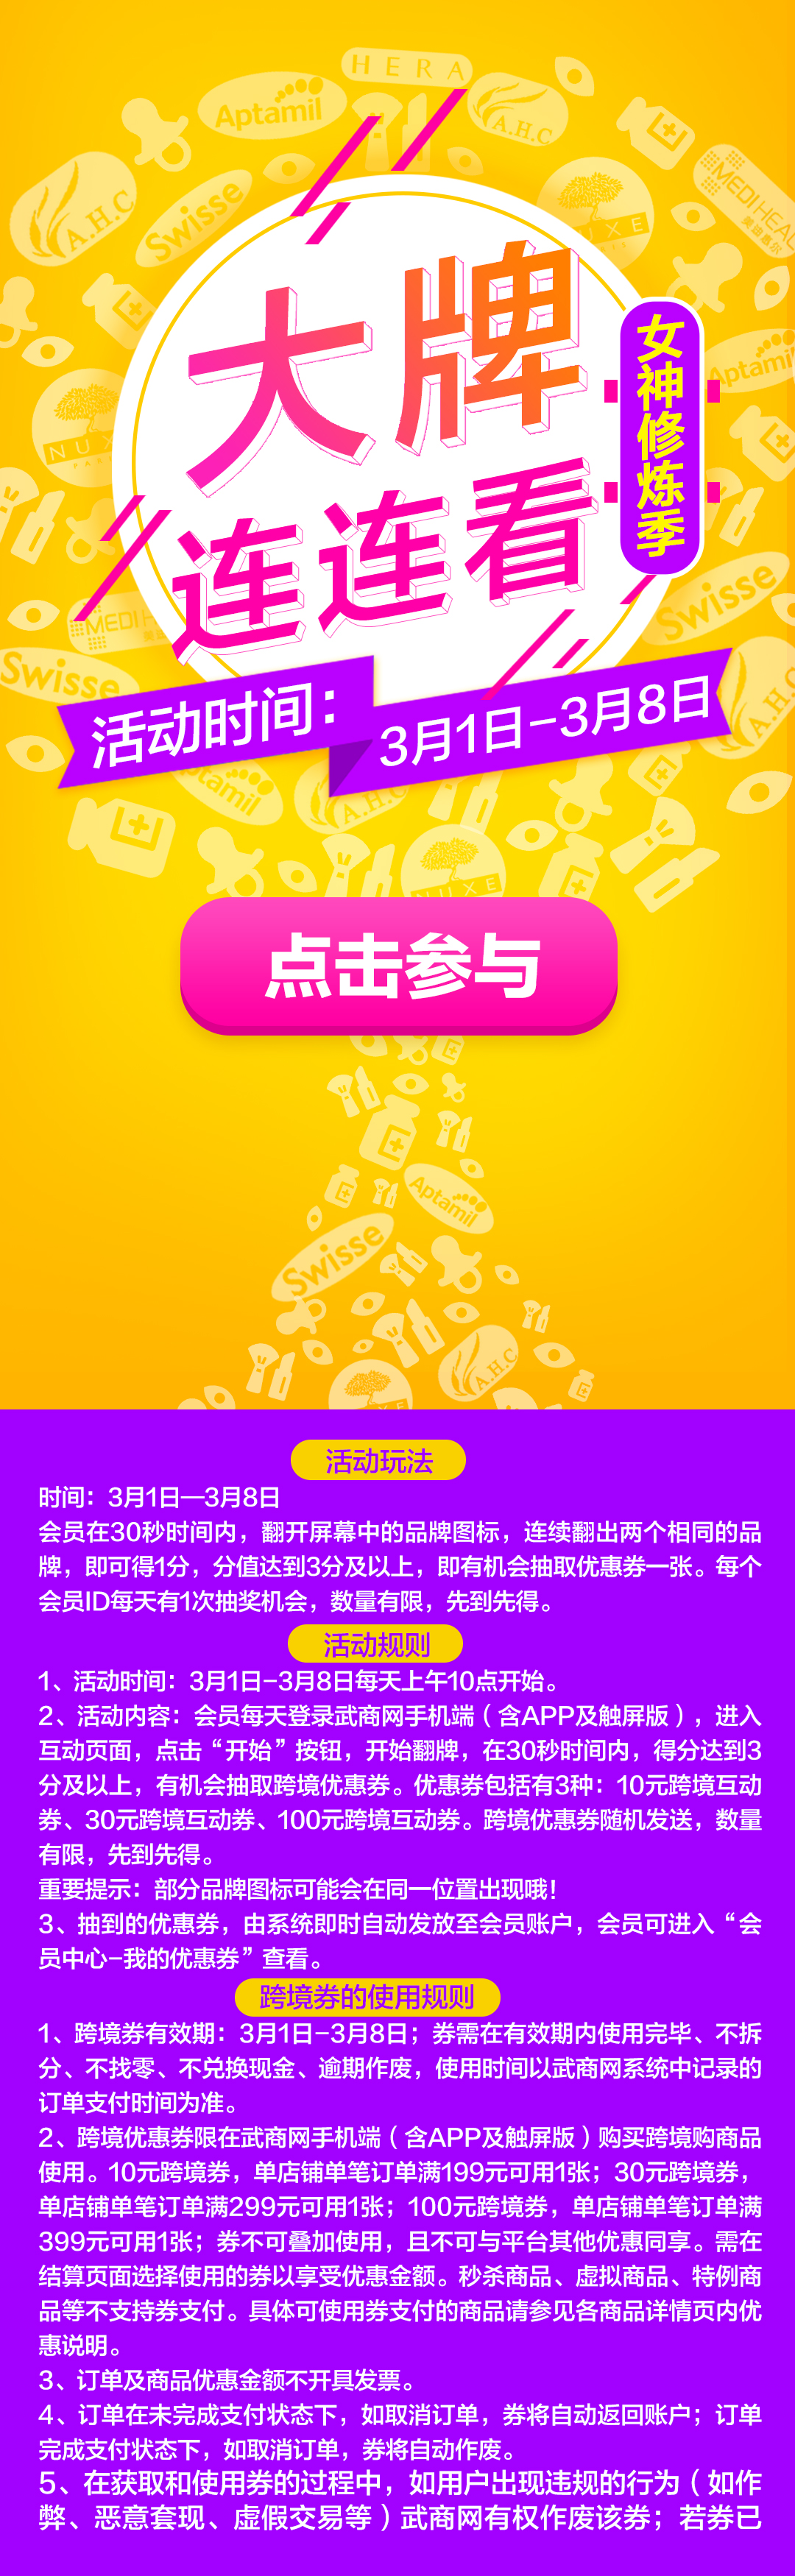 HERA
Aptamil
A.H.C
A.H.C
Swisse
NUXE
MEDIHEAL
美迪惠尔
大牌
连连看
女神修炼季
Aptamil
NUXE
Swisse
Swisse
A.H.C
活动时间：
3月1日-3月8日
A.H.C
NUXE
点击参与
Aptamil
Swisse
A.H.C
活动玩法
时间：3月1日—3月8日
会员在30秒时间内，翻开屏幕中的品牌图标，连续翻出两个相同的品
牌，即可得1分，分值达到3分及以上，即有机会抽取优惠券一张。每个
会员ID每天有1次抽奖机会，数量有限，先到先得。
活动规则
1、活动时间：3月1日-3月8日每天上午10点开始。
2、活动内容：会员每天登录武商网手机端（含APP及触屏版），进入
互动页面，点击“开始”按钮，开始翻牌，在30秒时间内，得分达到3
分及以上，有机会抽取跨境优惠券。优惠券包括有3种：10元跨境互动
券、30元跨境互动券、100元跨境互动券。跨境优惠券随机发送，数量
有限，先到先得。
重要提示：部分品牌图标可能会在同一位置出现哦！
3、抽到的优惠券，由系统即时自动发放至会员账户，会员可进入“会
员中心-我的优惠券”查看。
跨境券的使用规则
1、跨境券有效期：3月1日-3月8日；券需在有效期内使用完毕、不拆
分、不找零、不兑换现金、逾期作废，使用时间以武商网系统中记录的
订单支付时间为准。
2、跨境优惠券限在武商网手机端（含APP及触屏版）购买跨境购商品
使用。10元跨境券，单店铺单笔订单满199元可用1张；30元跨境券，
单店铺单笔订单满299元可用1张；100元跨境券，单店铺单笔订单满
399元可用1张；券不可叠加使用，且不可与平台其他优惠同享。需在
结算页面选择使用的券以享受优惠金额。秒杀商品、虚拟商品、特例商
品等不支持券支付。具体可使用券支付的商品请参见各商品详情页内优
惠说明。
3、订单及商品优惠金额不开具发票。
4、订单在未完成支付状态下，如取消订单，券将自动返回账户；订单
完成支付状态下，如取消订单，券将自动作废。
5、在获取和使用券的过程中，如用户出现违规的行为（如作
弊、恶意套现、虚假交易等）武商网有权作废该券；若券已